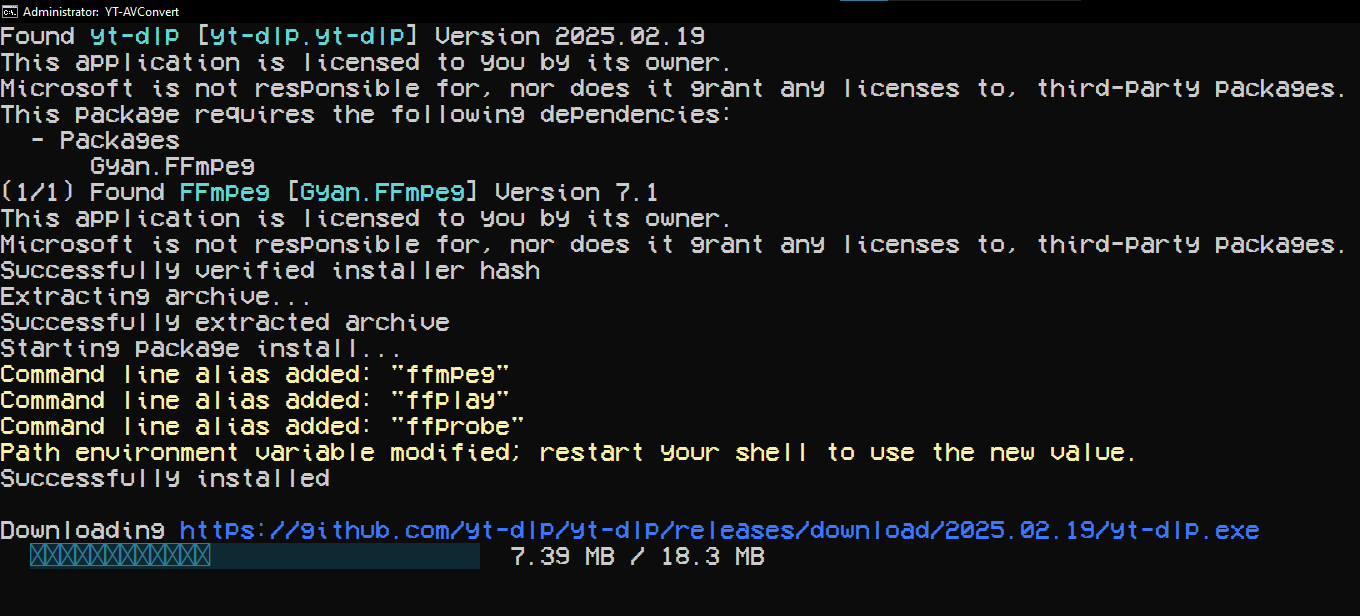 Administrator: YT-AVConvert
Found yt-dlp [yt-dlp.yt-dlp] Version 2025.02.19
This application is licensed to you by its owner.
Microsoft is not responsible for, nor does it grant any licenses to, third-party packages.
This package requires the following dependencies:
  - Packages
      Gyan.FFmpeg
(1/1) Found FFmpeg [Gyan.FFmpeg] Version 7.1
This application is licensed to you by its owner.
Microsoft is not responsible for, nor does it grant any licenses to, third-party packages.
Successfully verified installer hash
Extracting archive...
Successfully extracted archive
Starting package install...
Command line alias added: "ffmpeg"
Command line alias added: "ffplay"
Command line alias added: "ffprobe"
Path environment variable modified; restart your shell to use the new value.
Successfully installed
Downloading https://github.com/yt-dlp/yt-dlp/releases/download/2025.02.19/yt-dlp.exe
7.39 MB / 18.3 MB